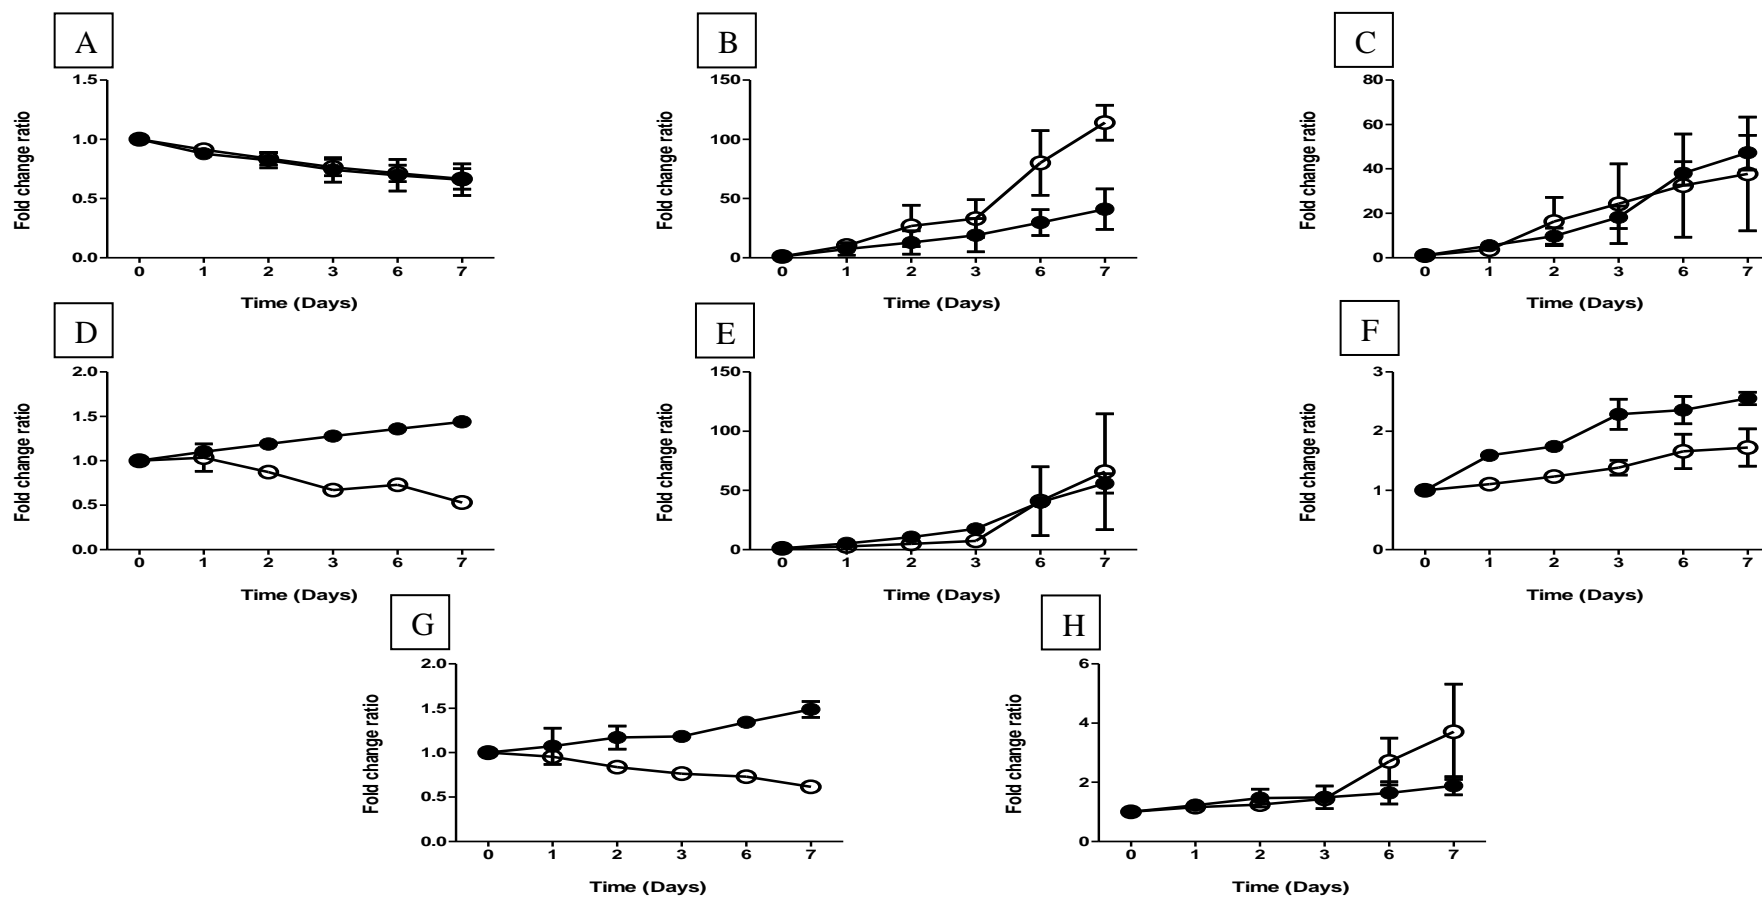 A
Fold change ratio
1.5
1.0
0.5
0.0
0 1 2 3 6 7
Time (Days)
B
Fold change ratio
150
100
50
0
0 1 2 3 6 7
Time (Days)
C
Fold change ratio
80
60
40
20
0
0 1 2 3 6 7
Time (Days)
D
Fold change ratio
2.0
1.5
1.0
0.5
0.0
0 1 2 3 6 7
Time (Days)
E
Fold change ratio
150
100
50
0
0 1 2 3 6 7
Time (Days)
F
Fold change ratio
3
2
1
0
0 1 2 3 6 7
Time (Days)
G
Fold change ratio
2.0
1.5
1.0
0.5
0.0
0 1 2 3 6 7
Time (Days)
H
Fold change ratio
6
4
2
0
0 1 2 3 6 7
Time (Days)